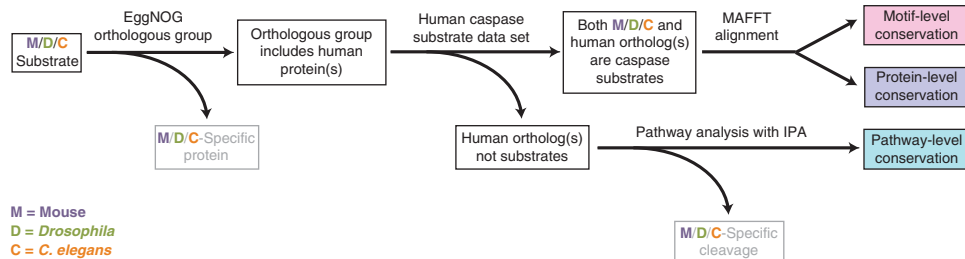 M/D/C
Substrate
EggNOG
orthologous group
Orthologous group
includes human
protein(s)
Human caspase
substrate data set
Both M/D/C and
human ortholog(s)
are caspase
substrates
MAFFT
alignment
Motif-level
conservation
Protein-level
conservation
M/D/C-Specific
protein
Human ortholog(s)
not substrates
Pathway analysis with IPA
Pathway-level
conservation
M/D/C-Specific
cleavage
M = Mouse
D = Drosophila
C = C. elegans